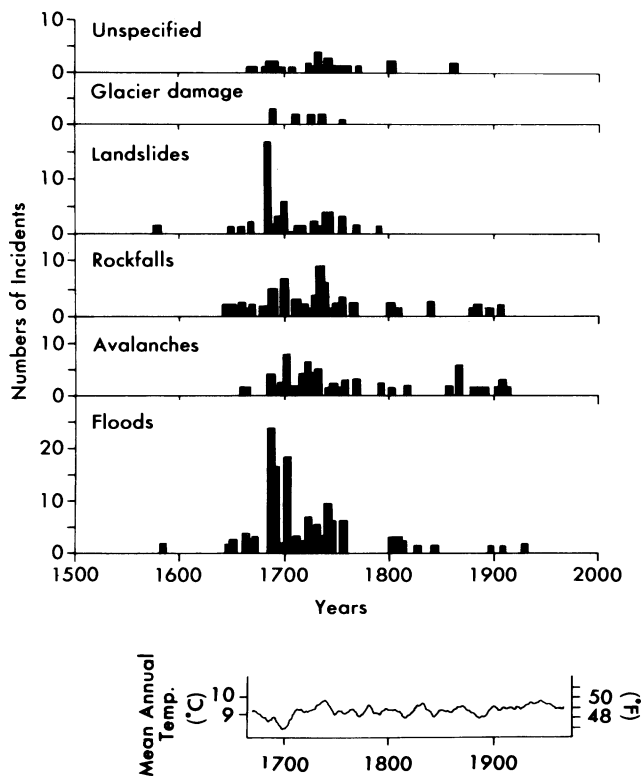 10
Unspecified
0
Glacier damage
0
Landslides
10
0
Rockfalls
10
0
Avalanches
10
0
Floods
20
10
0
Numbers of Incidents
1500 1600 1700 1800 1900 2000
Years
Mean Annual
Temp.
(°C)
10
9
50
48
(°F)
1700 1800 1900